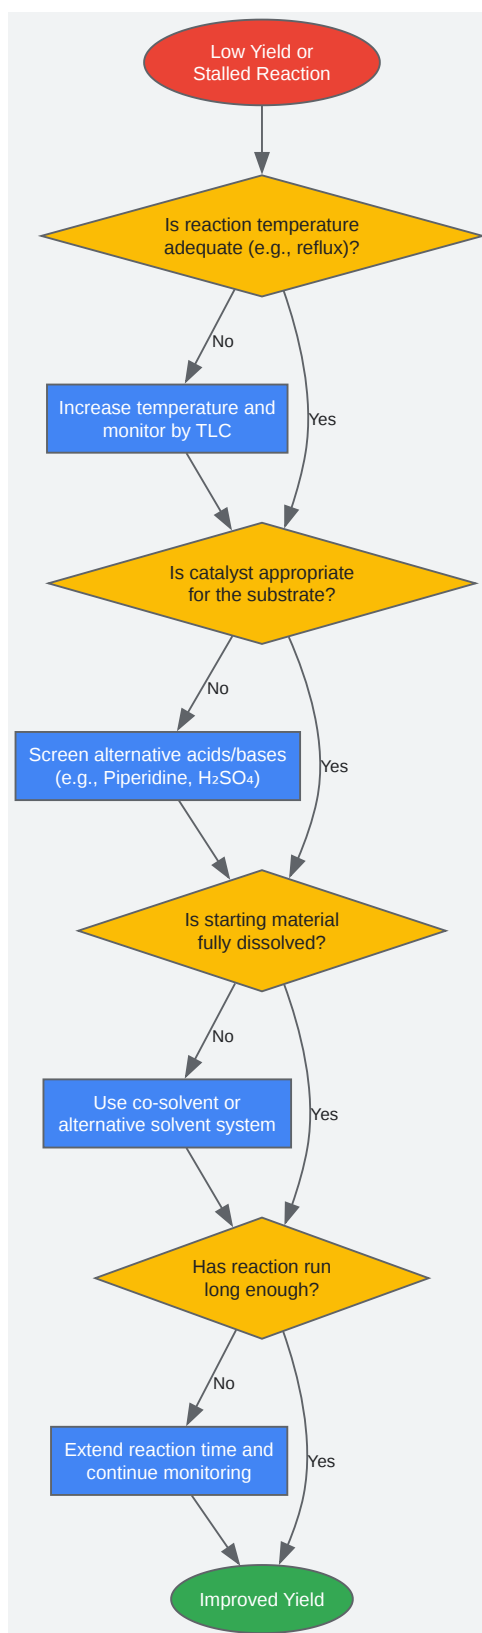 Low Yield or
Stalled Reaction
Is reaction temperature
adequate (e.g., reflux)?
No
Increase temperature and
monitor by TLC
Yes
Is catalyst appropriate
for the substrate?
No
Screen alternative acids/bases
(e.g., Piperidine, H₂SO₄)
Yes
Is starting material
fully dissolved?
No
Use co-solvent or
alternative solvent system
Yes
Has reaction run
long enough?
No
Extend reaction time and
continue monitoring
Yes
Improved Yield